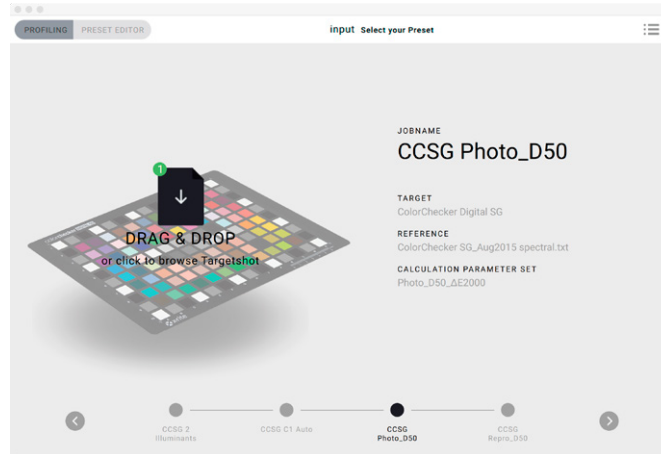 PROFILING PRESET EDITOR input Select your Preset
JOBNAME
CCSG Photo_D50
1
TARGET
ColorChecker Digital SG
DRAG & DROP
REFERENCE
ColorChecker SG_Aug2015 spectral.txt
or click to browse Targetshot
CALCULATION PARAMETER SET
Photo_D50_ΔE2000
CCSG 2
Illuminants
CCSG C1 Auto
CCSG
Photo_D50
CCSG
Repro_D50